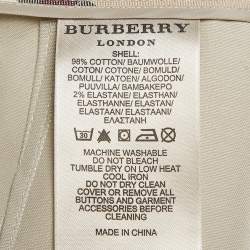 BURBERRY
LONDON
SHELL:
98% COTTON/BAUMWOLLE/
COTON/ COTONE/ BOMULD/
BOMULL/ KATOEN/ ALGODON/
PUUVILLA/ ΒΑΜΒΑΚΕΡΟ
2% ELASTANE/ ELASTHAN/
ELASTHANNE/ ELASTAN/
ELASTANO/ ELASTAANI/
ΕΛΑΣΤΑΝΗ
30
MACHINE WASHABLE
DO NOT BLEACH
TUMBLE DRY ON LOW HEAT
COOL IRON
DO CAN DRY CLEAN
COVER OR REMOVE ALL
BUTTONS AND GARMENT
ACCESSORIES BEFORE
CLEANING
MADE IN CHINA